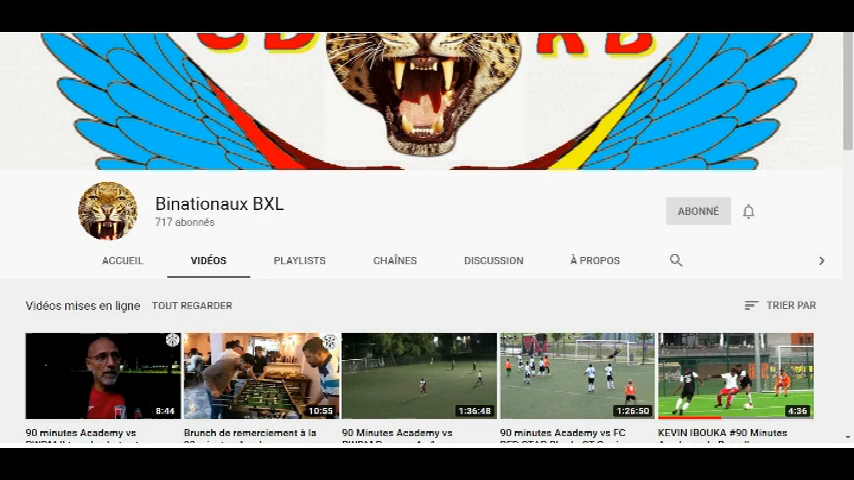 Binationaux BXL
717 abonnés
ABONNÉ
ACCUEIL VIDÉOS PLAYLISTS CHAÎNES DISCUSSION À PROPOS
Vidéos mises en ligne TOUT REGARDER TRIER PAR
8:44 10:55 1:36:48 1:26:50 4:36
90 minutes Academy vs Brunch de remerciement à la 90 Minutes Academy vs 90 minutes Academy vs FC KEVIN IBOUKA #90 Minutes